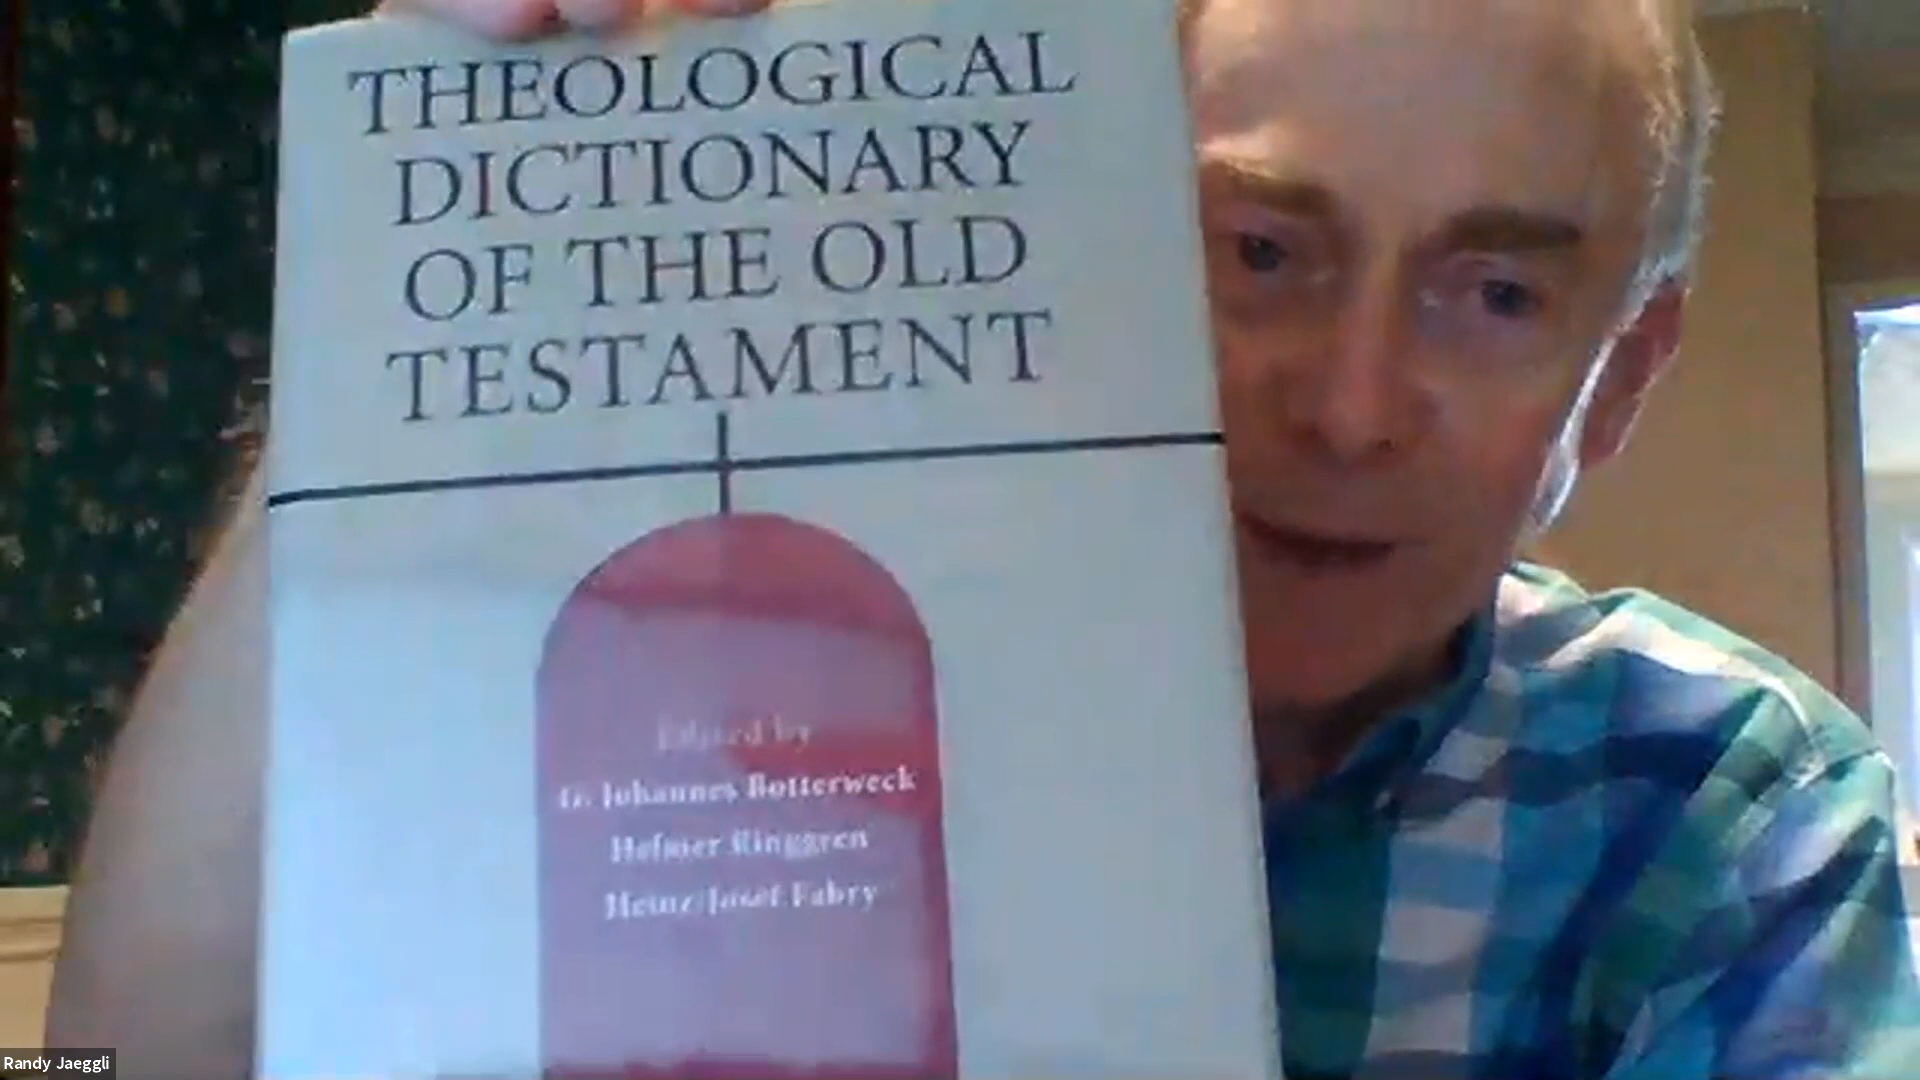 THEOLOGICAL
DICTIONARY
OF THE OLD
TESTAMENT
Edited by
G. Johannes Botterweck
Helmer Ringgren
Heinz-Josef Fabry
Randy Jaeggli